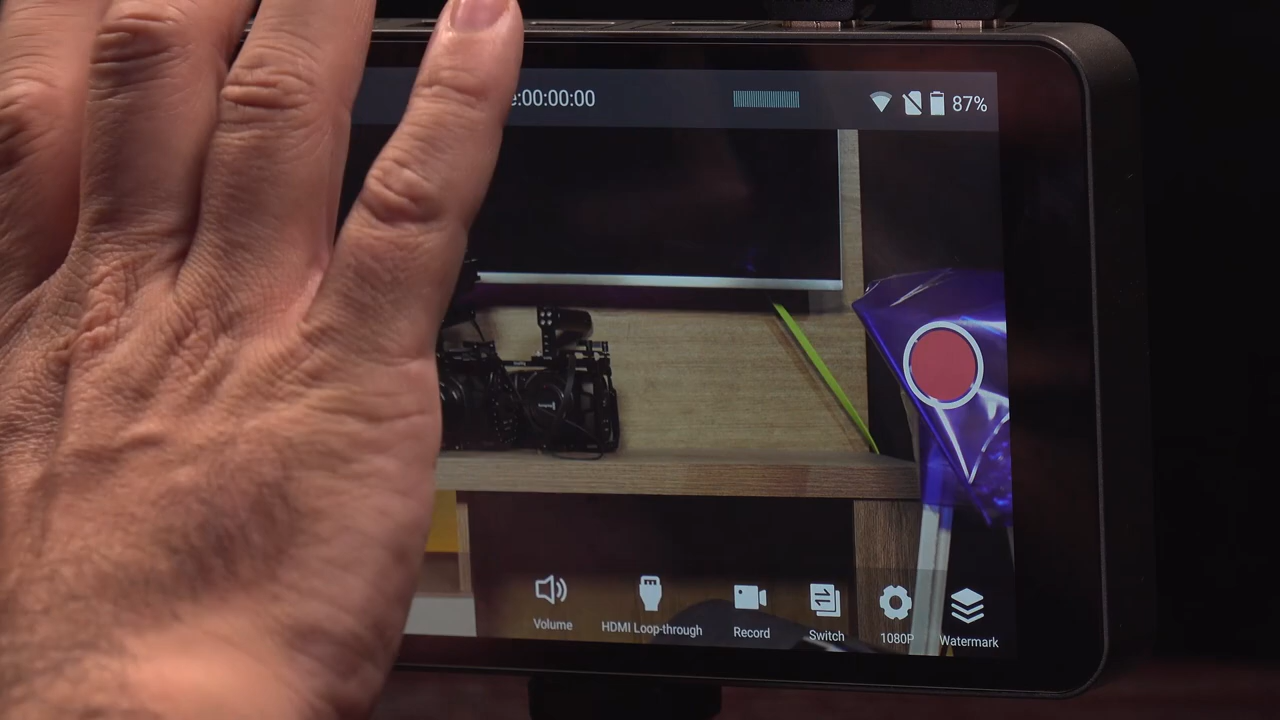 e:00:00:00
87%
Volume
HDMI Loop-through
Record
Switch
1080P
Watermark